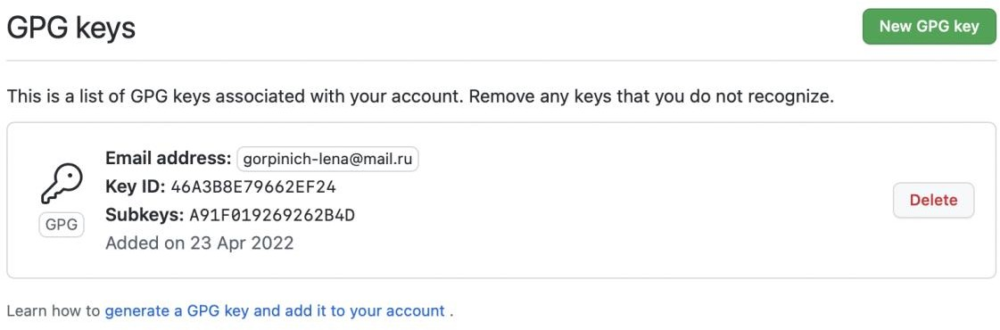 GPG keys
New GPG key
This is a list of GPG keys associated with your account. Remove any keys that you do not recognize.
Email address: gorpinich-lena@mail.ru
Key ID: 46A3B8E79662EF24
Subkeys: A91F019269262B4D
Added on 23 Apr 2022
GPG
Delete
Learn how to generate a GPG key and add it to your account .